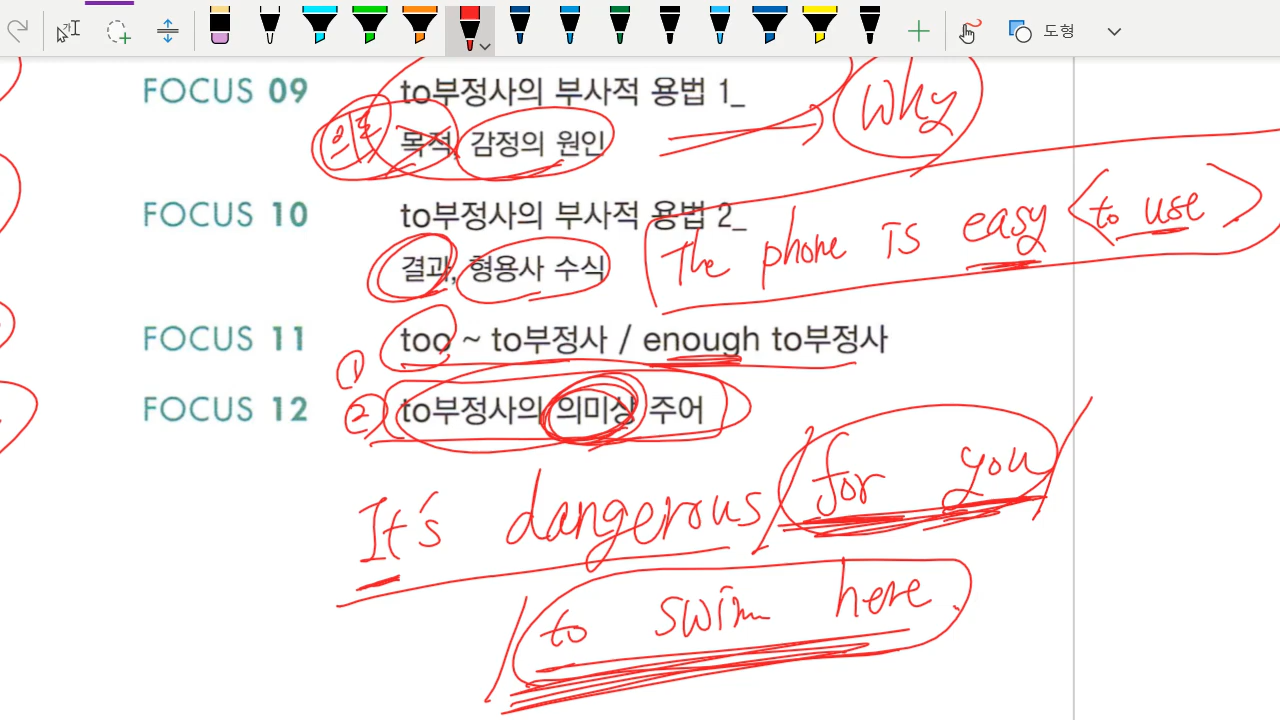 도형
FOCUS 09 to부정사의 부사적 용법 1_ why
의도 목적, 감정의 원인
FOCUS 10 to부정사의 부사적 용법 2_
결과, 형용사 수식
The phone is easy <to use>
FOCUS 11 too ~ to부정사 / enough to부정사
①
② FOCUS 12 to부정사의 의미상 주어
It's dangerous / for you /
/ to swim here.